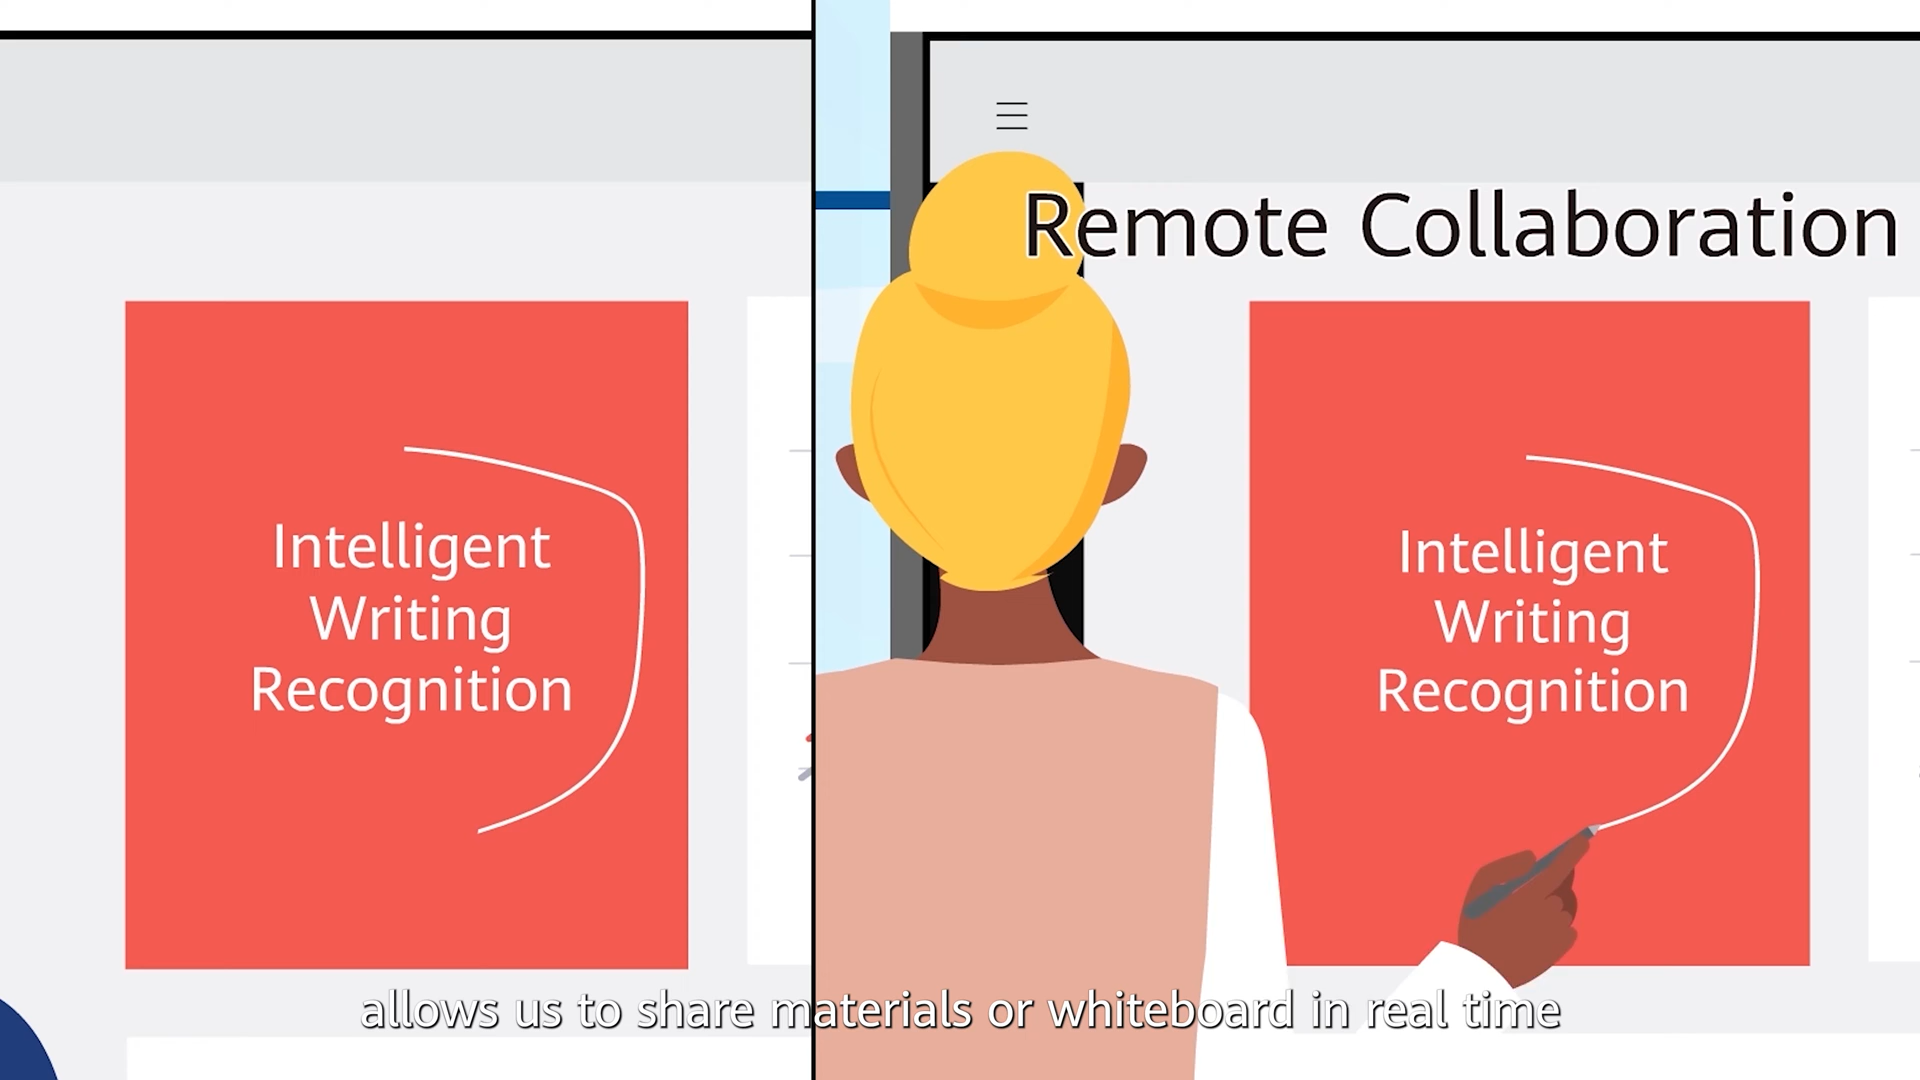 Remote Collaboration
Intelligent
Writing
Recognition
Intelligent
Writing
Recognition
allows us to share materials or whiteboard in real time